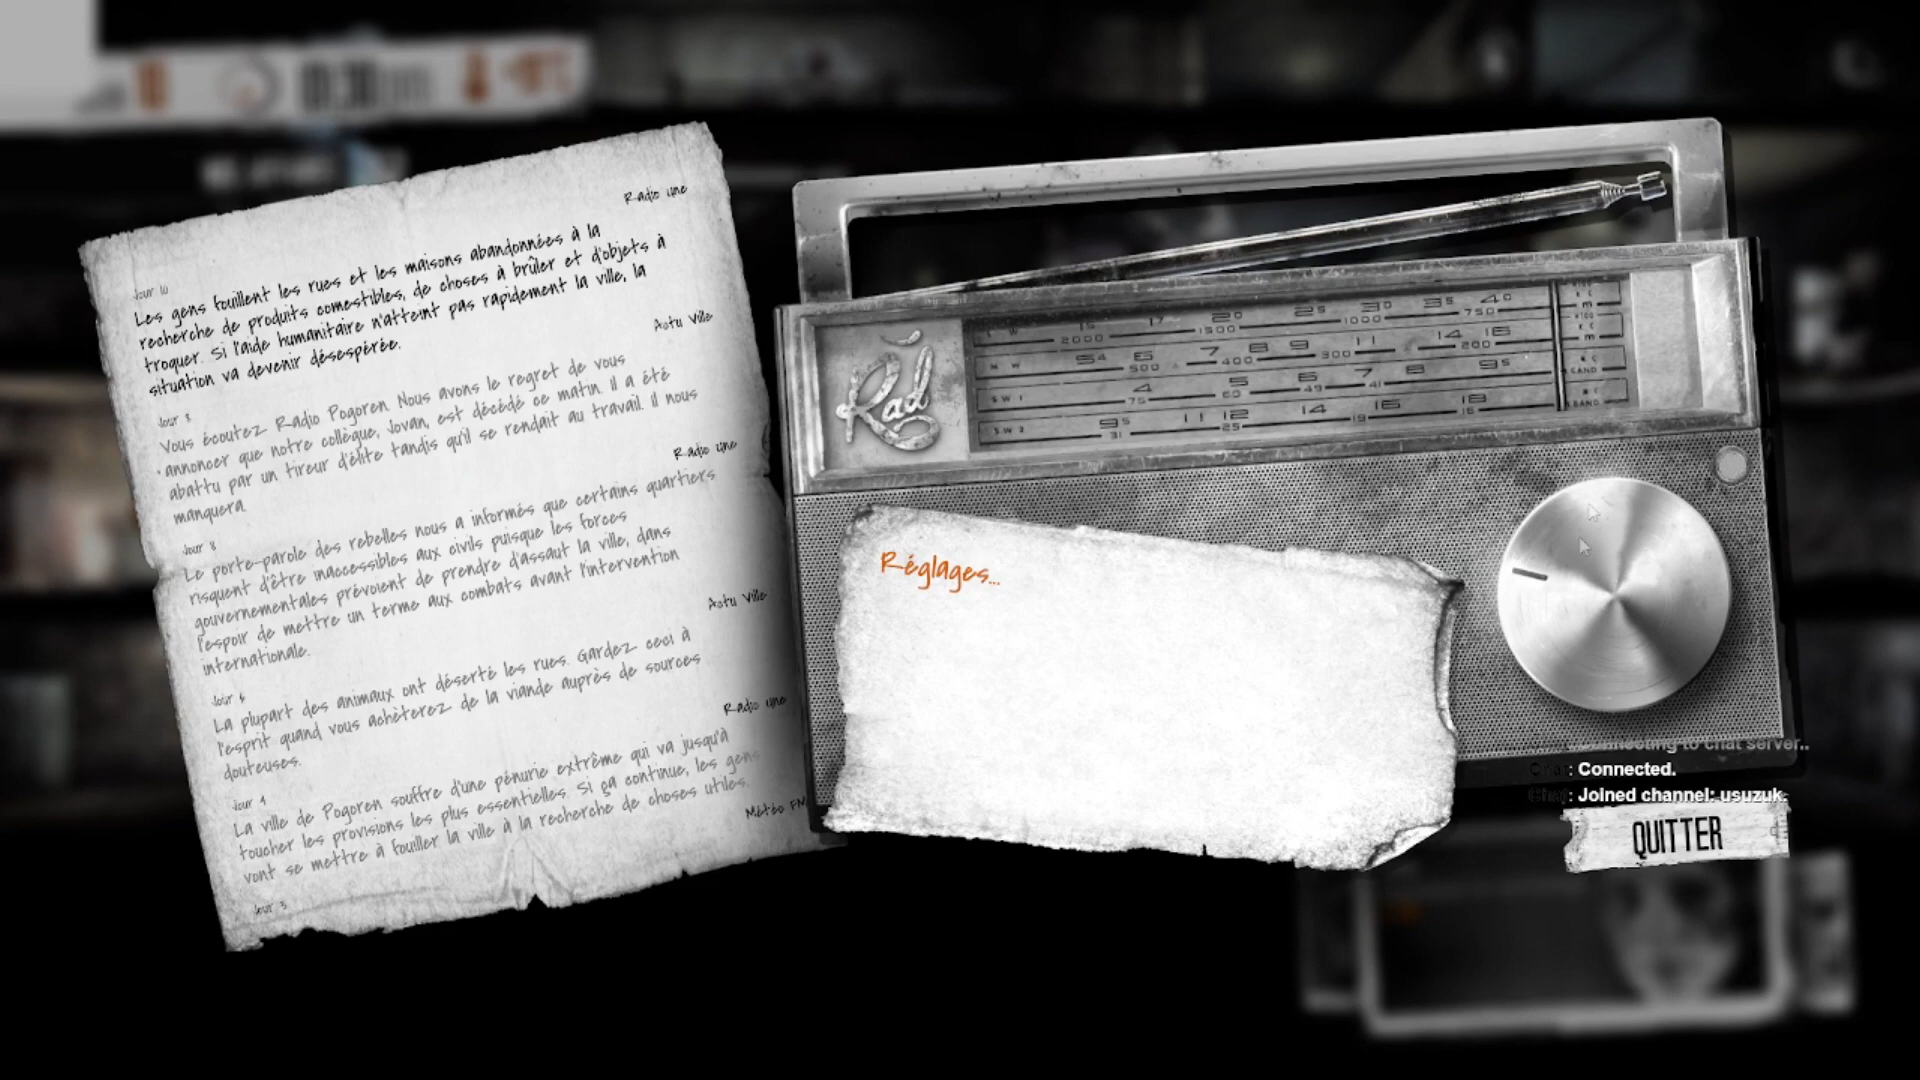 Radio une
Jour 10
Les gens fouillent les rues et les maisons abandonnées à la
recherche de produits comestibles, de choses à brûler et d'objets à
troquer. Si l'aide humanitaire n'atteint pas rapidement la ville, la
situation va devenir désespérée.
Actu Ville
Jour
Vous écoutez Radio Pogoren. Nous avons le regret de vous
annoncer que notre collègue, Jovan, est décédé ce matin. Il a été
abattu par un tireur d'élite tandis qu'il se rendait au travail. Il nous
manquera.
Radio une
Jour 8
Le porte-parole des rebelles nous a informés que certains quartiers
risquent d'être inaccessibles aux civils puisque les forces
gouvernementales prévoient de prendre d'assaut la ville, dans
l'espoir de mettre un terme aux combats avant l'intervention
internationale.
Actu Ville
Jour
La plupart des animaux ont déserté les rues. Gardez ceci à
l'esprit quand vous achèterez de la viande auprès de sources
douteuses.
Radio une
Jour
La ville de Pogoren souffre d'une pénurie extrême qui va jusqu'à
toucher les provisions les plus essentielles. Si ça continue, les gens
vont se mettre à fouiller la ville à la recherche de choses utiles.
Météo FM
Jour
Rad
Réglages...
connecting to chat server..
Chat: Connected.
Chat: Joined channel: usuzuk.
QUITTER